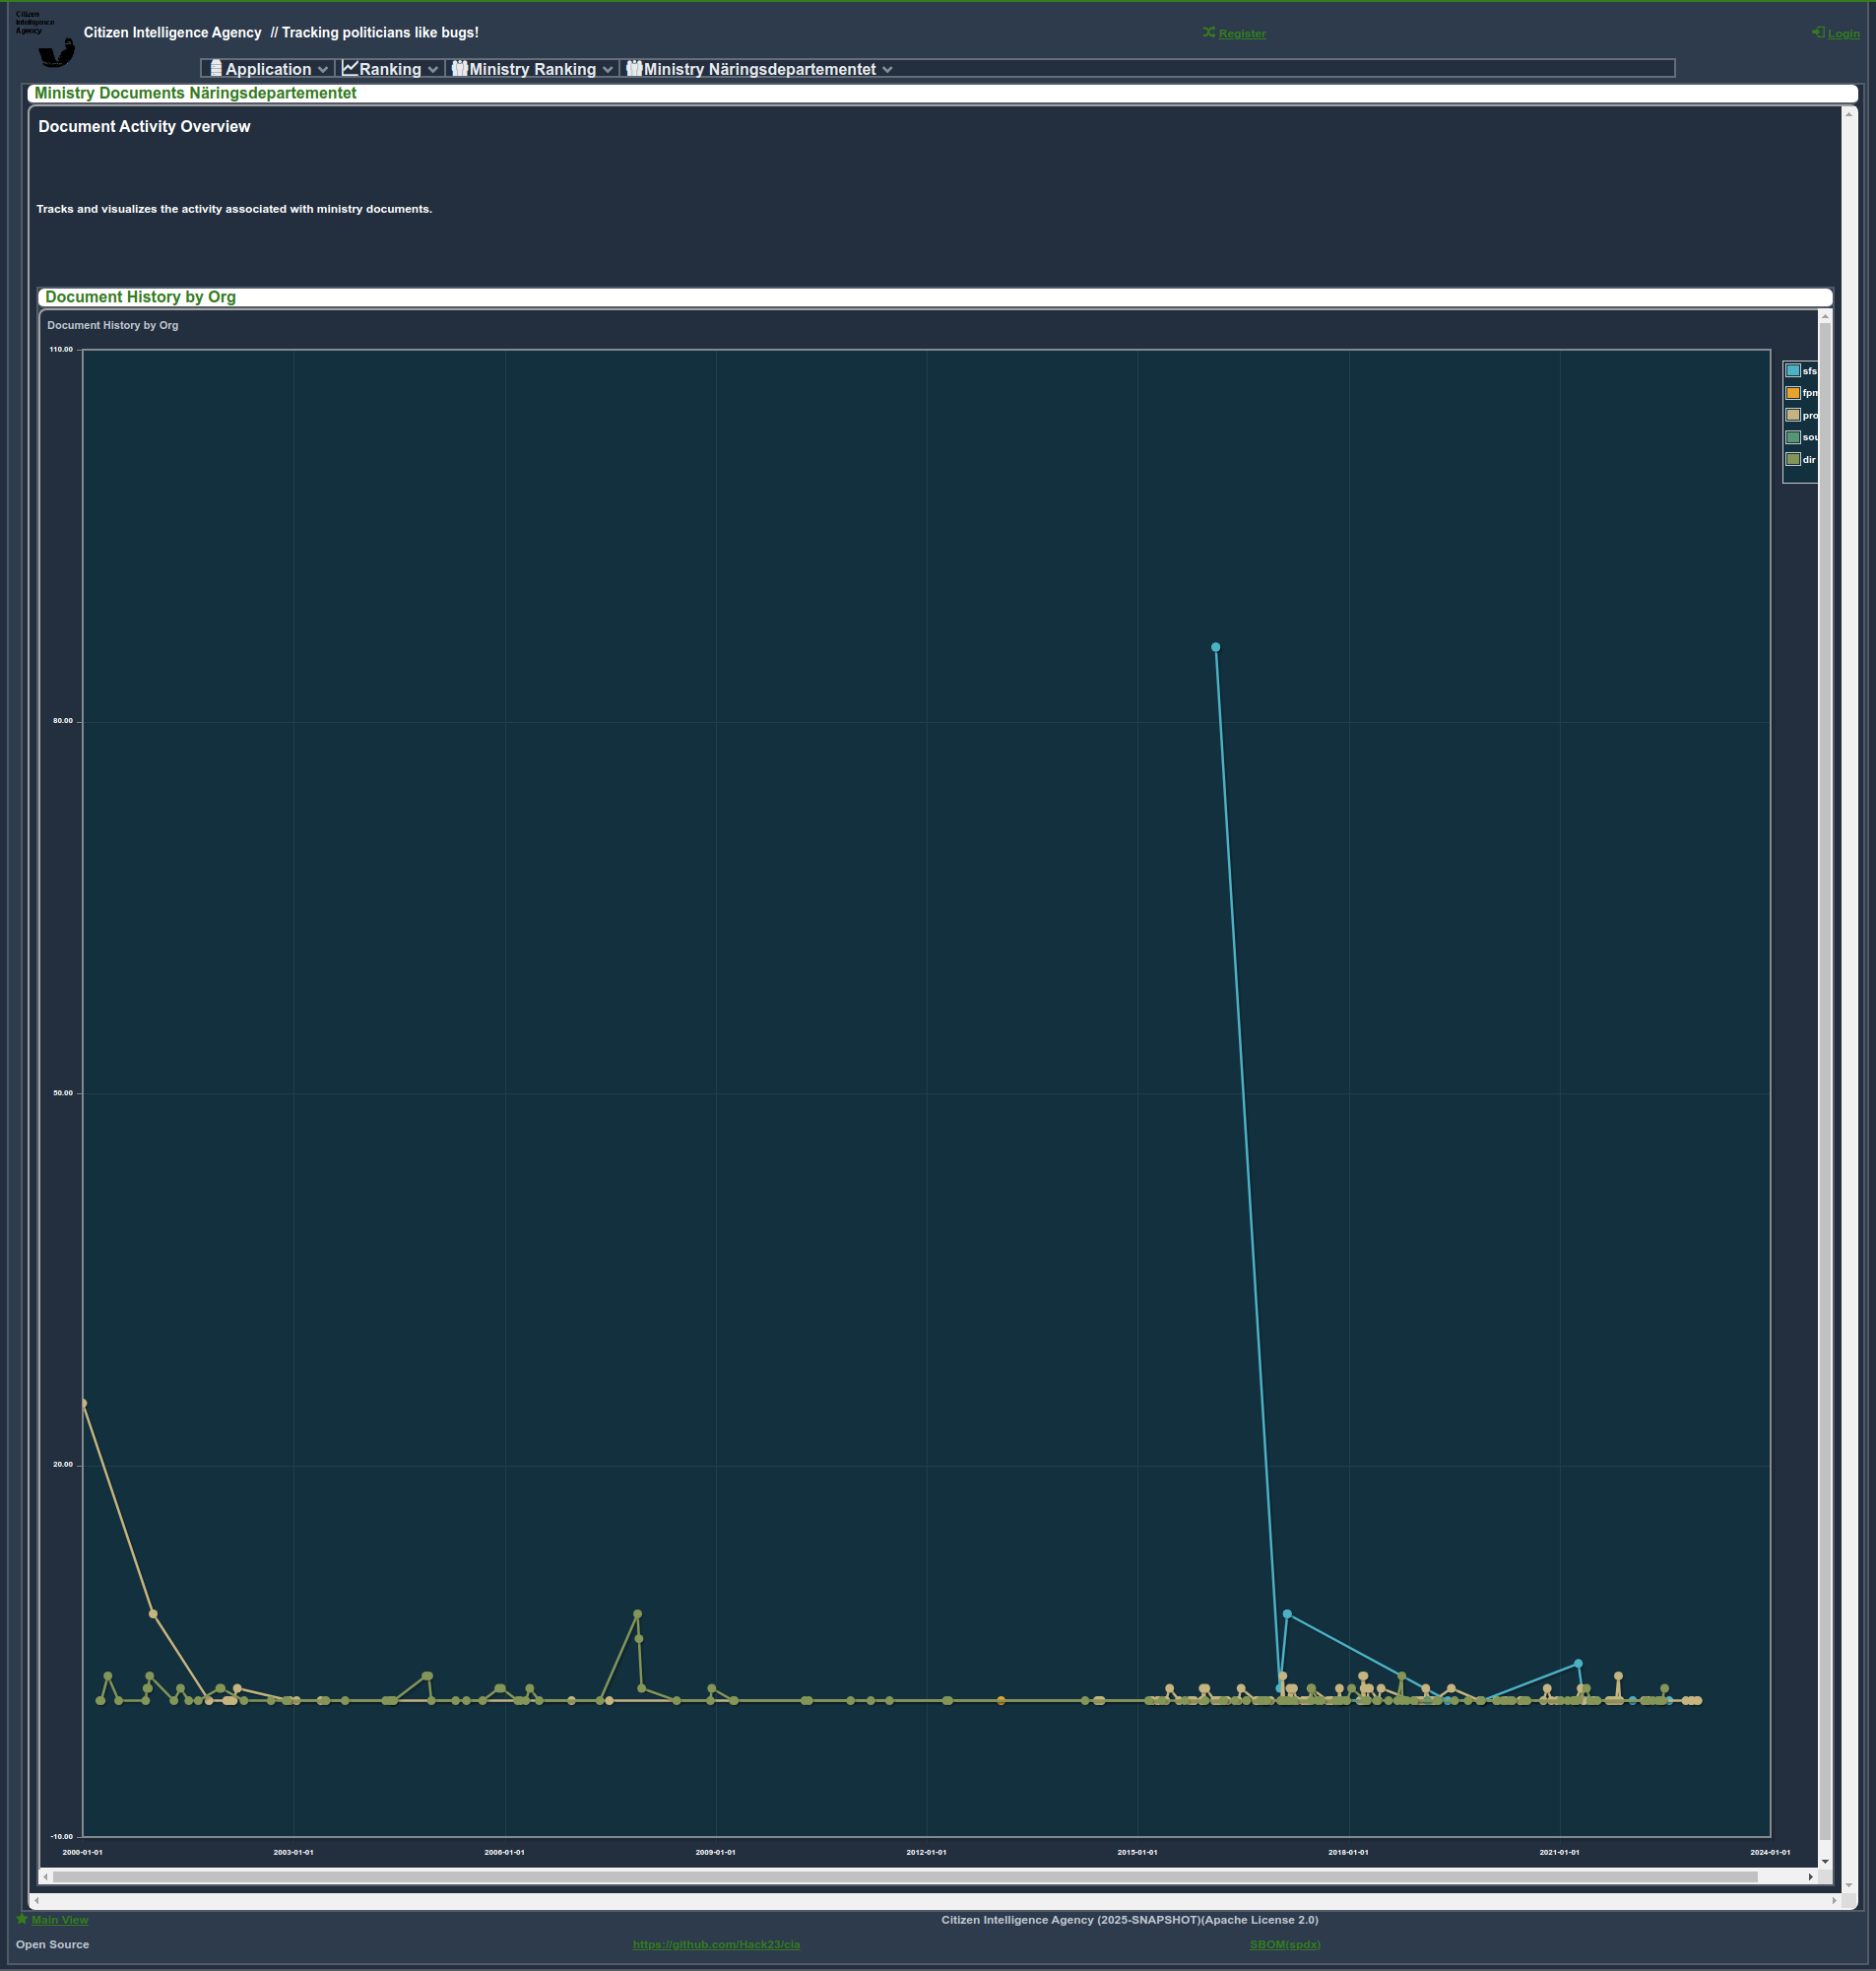 Citizen
Intelligence
Agency
Citizen Intelligence Agency // Tracking politicians like bugs!
Register
Login
Application
Ranking
Ministry Ranking
Ministry Näringsdepartementet
Ministry Documents Näringsdepartementet
Document Activity Overview
Tracks and visualizes the activity associated with ministry documents.
Document History by Org
Document History by Org
110.00
80.00
50.00
20.00
-10.00
sfs
fpm
pro
sou
dir
2000-01-01
2003-01-01
2006-01-01
2009-01-01
2012-01-01
2015-01-01
2018-01-01
2021-01-01
2024-01-01
Main View
Citizen Intelligence Agency (2025-SNAPSHOT)(Apache License 2.0)
Open Source
https://github.com/Hack23/cia
SBOM(spdx)